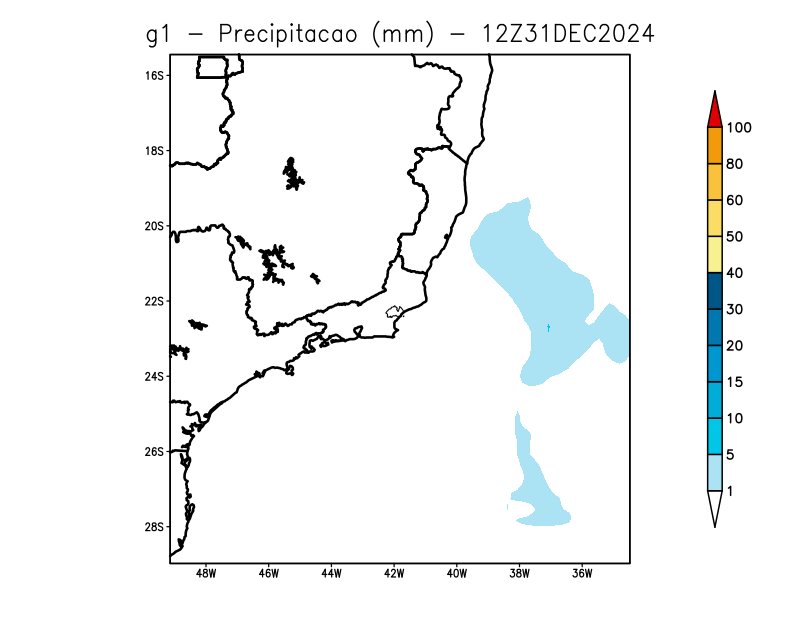 g1 – Precipitacao (mm) – 12Z31DEC2024
16S
18S
20S
22S
24S
26S
28S
48W 46W 44W 42W 40W 38W 36W
100
80
60
50
40
30
20
15
10
5
1